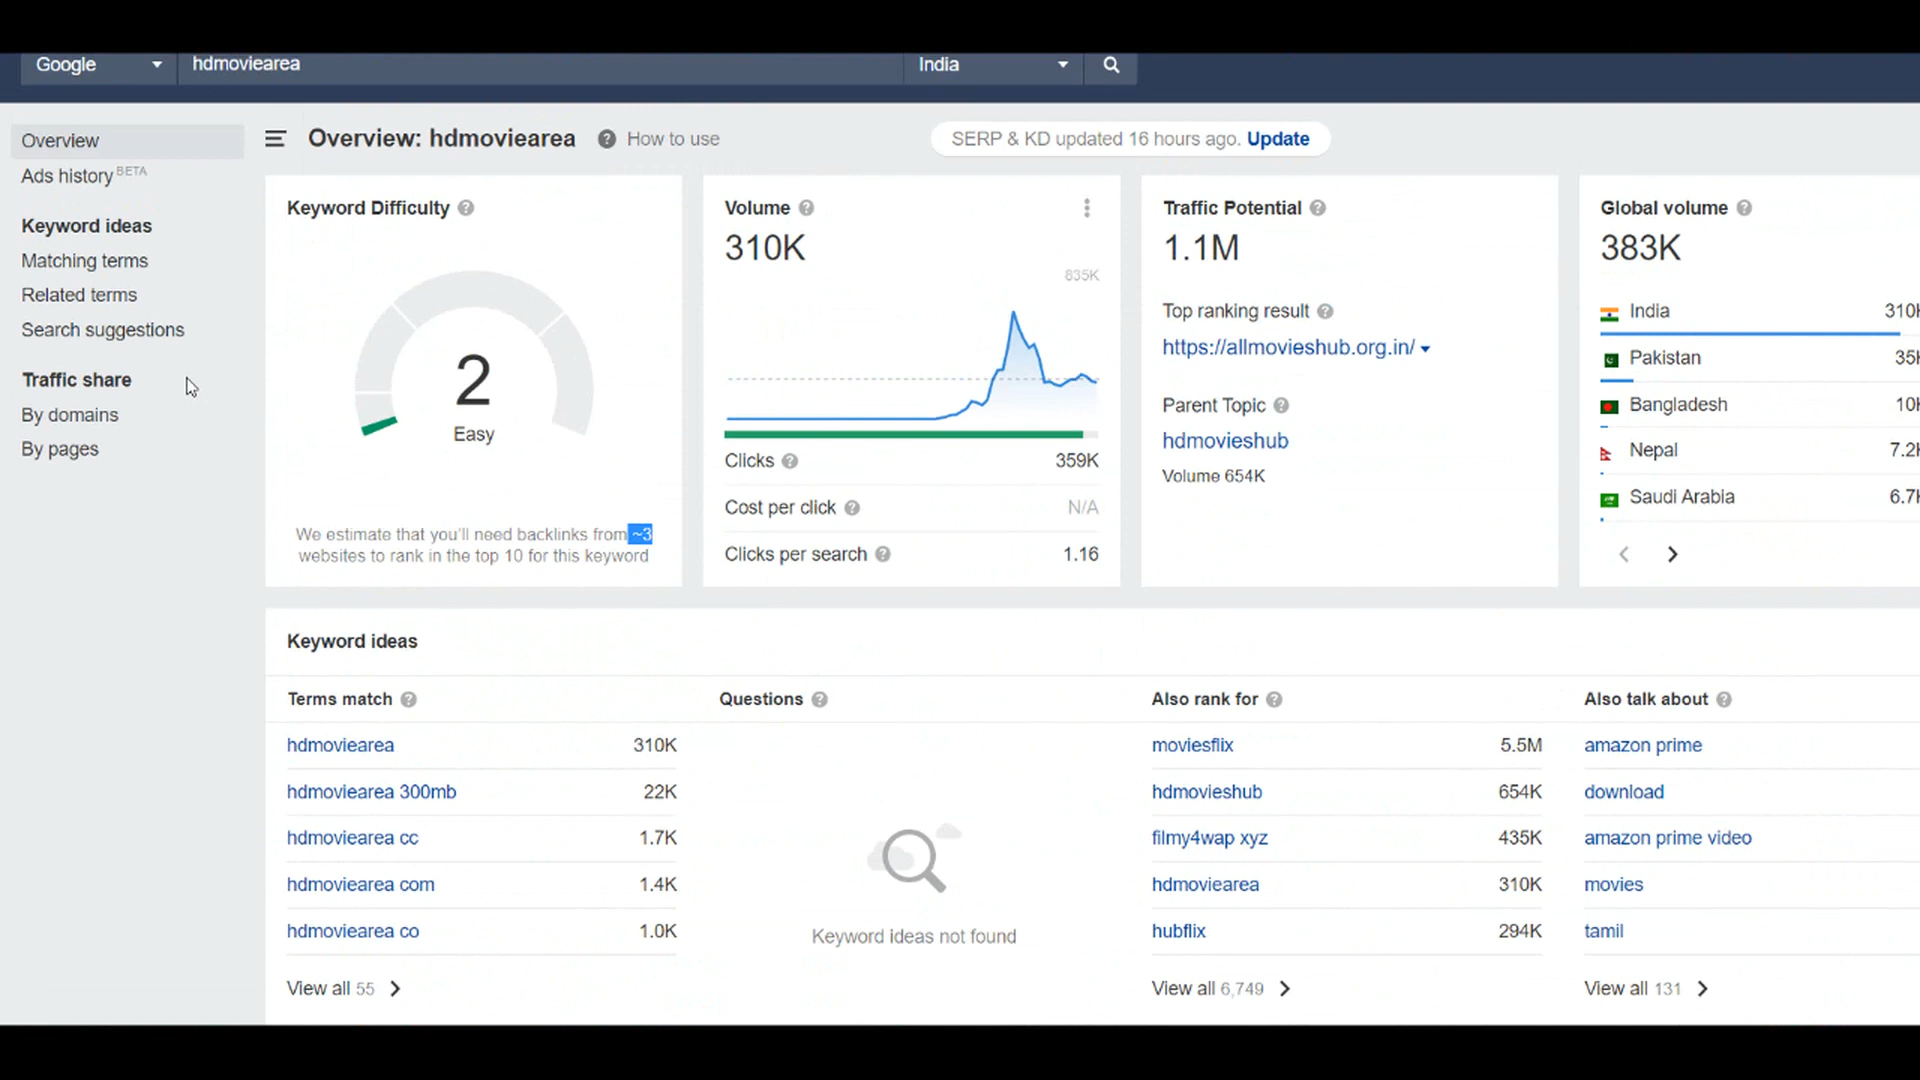 Google
hdmoviearea
India
Overview
Ads history BETA
Keyword ideas
Matching terms
Related terms
Search suggestions
Traffic share
By domains
By pages
Overview: hdmoviearea
How to use
SERP & KD updated 16 hours ago. Update
Keyword Difficulty
2
Easy
We estimate that you'll need backlinks from ~3
websites to rank in the top 10 for this keyword
Volume
310K
835K
Clicks 359K
Cost per click N/A
Clicks per search 1.16
Traffic Potential
1.1M
Top ranking result
https://allmovieshub.org.in/
Parent Topic
hdmovieshub
Volume 654K
Global volume
383K
India 310K
Pakistan 35K
Bangladesh 10K
Nepal 7.2K
Saudi Arabia 6.7K
Keyword ideas
Terms match
hdmoviearea 310K
hdmoviearea 300mb 22K
hdmoviearea cc 1.7K
hdmoviearea com 1.4K
hdmoviearea co 1.0K
View all 55
Questions
Keyword ideas not found
Also rank for
moviesflix 5.5M
hdmovieshub 654K
filmy4wap xyz 435K
hdmoviearea 310K
hubflix 294K
View all 6,749
Also talk about
amazon prime
download
amazon prime video
movies
tamil
View all 131